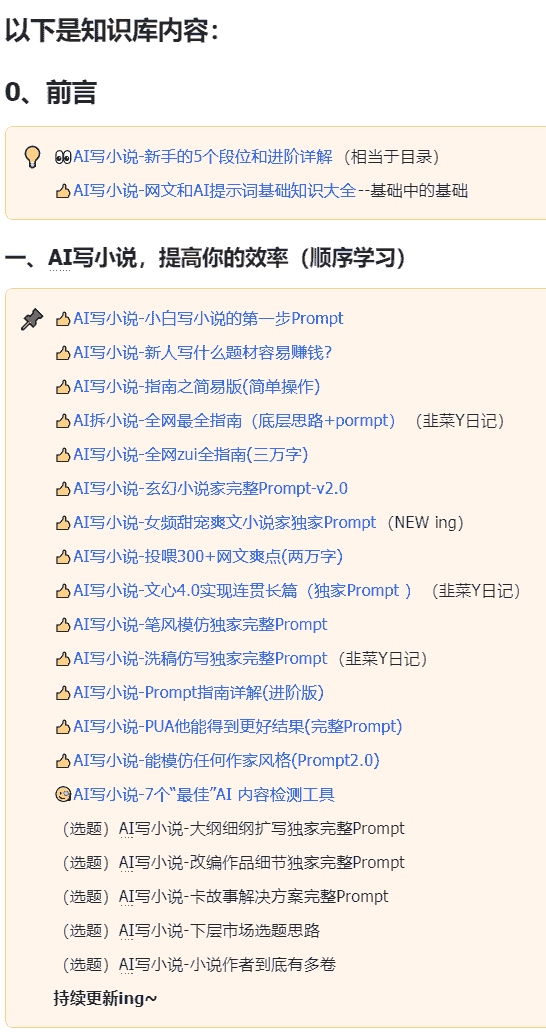 以下是知识库内容：
0、前言
AI写小说-新手的5个段位和进阶详解（相当于目录）
AI写小说-网文和AI提示词基础知识大全--基础中的基础
一、AI写小说，提高你的效率（顺序学习）
AI写小说-小白写小说的第一步Prompt
AI写小说-新人写什么题材容易赚钱？
AI写小说-指南之简易版(简单操作)
AI拆小说-全网最全指南（底层思路+pormpt）（韭菜Y日记）
AI写小说-全网zui全指南(三万字)
AI写小说-玄幻小说家完整Prompt-v2.0
AI写小说-女频甜宠爽文小说家独家Prompt（NEW ing）
AI写小说-投喂300+网文爽点(两万字)
AI写小说-文心4.0实现连贯长篇（独家Prompt ）（韭菜Y日记）
AI写小说-笔风模仿独家完整Prompt
AI写小说-洗稿仿写独家完整Prompt（韭菜Y日记）
AI写小说-Prompt指南详解(进阶版)
AI写小说-PUA他能得到更好结果(完整Prompt)
AI写小说-能模仿任何作家风格(Prompt2.0)
AI写小说-7个“最佳”AI 内容检测工具
（选题）AI写小说-大纲细纲扩写独家完整Prompt
（选题）AI写小说-改编作品细节独家完整Prompt
（选题）AI写小说-卡故事解决方案完整Prompt
（选题）AI写小说-下层市场选题思路
（选题）AI写小说-小说作者到底有多卷
持续更新ing~